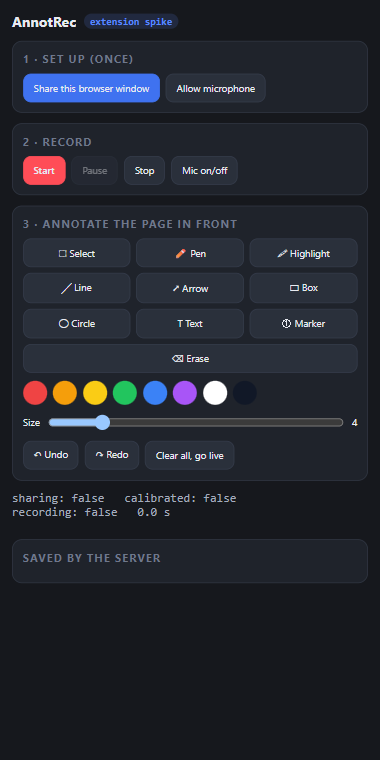 AnnotRec extension spike
1 · SET UP (ONCE)
Share this browser window Allow microphone
2 · RECORD
Start Pause Stop Mic on/off
3 · ANNOTATE THE PAGE IN FRONT
Select Pen Highlight
Line Arrow Box
Circle T Text ① Marker
Erase
Size 4
↶ Undo ↷ Redo Clear all, go live
sharing: false calibrated: false
recording: false 0.0 s
SAVED BY THE SERVER